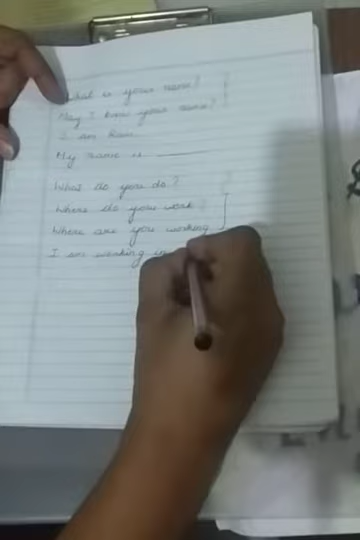 What is your name?
May I know your name?
I am Ram
My name is
What do you do?
Where do you work
Where are you working
I am working in